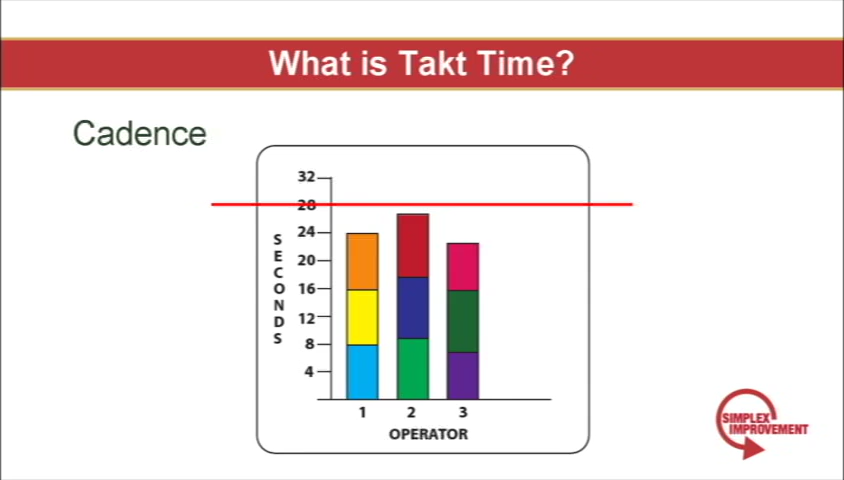 What is Takt Time?
Cadence
32
28
24
20
16
12
8
4
SECONDS
1 2 3
OPERATOR
SIMPLEX
IMPROVEMENT